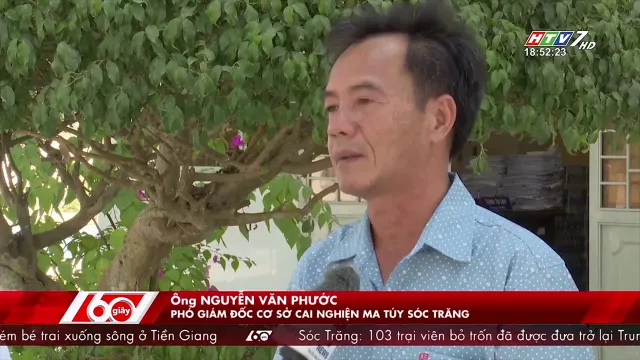 HTV7 HD
18:52:23
Ông NGUYỄN VĂN PHƯỚC
PHÓ GIÁM ĐỐC CƠ SỞ CAI NGHIỆN MA TÚY SÓC TRĂNG
60 giây
ém bé trai xuống sông ở Tiền Giang
Sóc Trăng: 103 trại viên bỏ trốn đã được đưa trở lại Tru